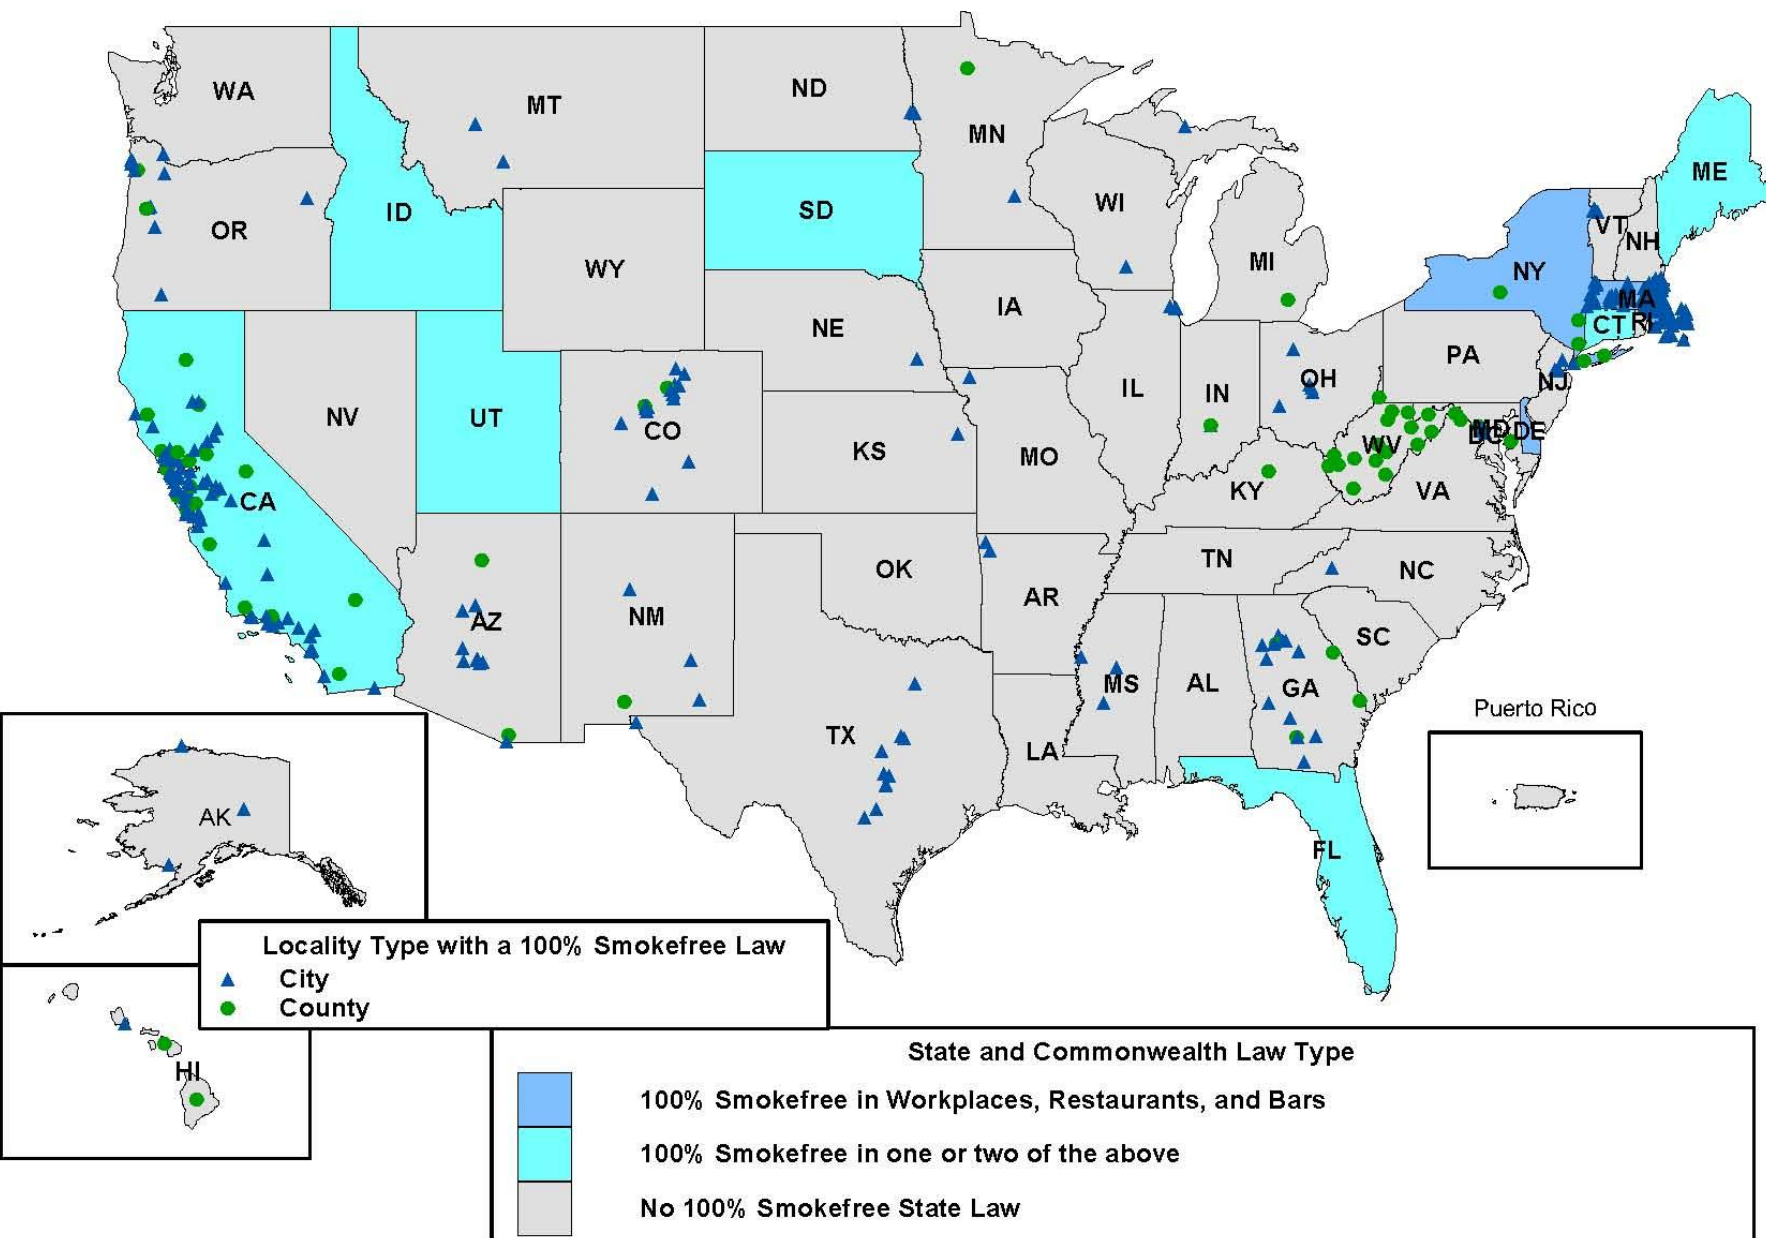 WA
MT
ND
MN
ME
ID
SD
WI
VT
NH
OR
WY
MI
NY
IA
MA
NE
CT
RI
PA
NV
UT
CO
IL
IN
OH
NJ
KS
MO
WV
MD
DC
DE
CA
KY
VA
OK
TN
NC
AZ
NM
AR
SC
MS
AL
GA
TX
LA
Puerto Rico
AK
FL
Locality Type with a 100% Smokefree Law
City
County
HI
State and Commonwealth Law Type
100% Smokefree in Workplaces, Restaurants, and Bars
100% Smokefree in one or two of the above
No 100% Smokefree State Law